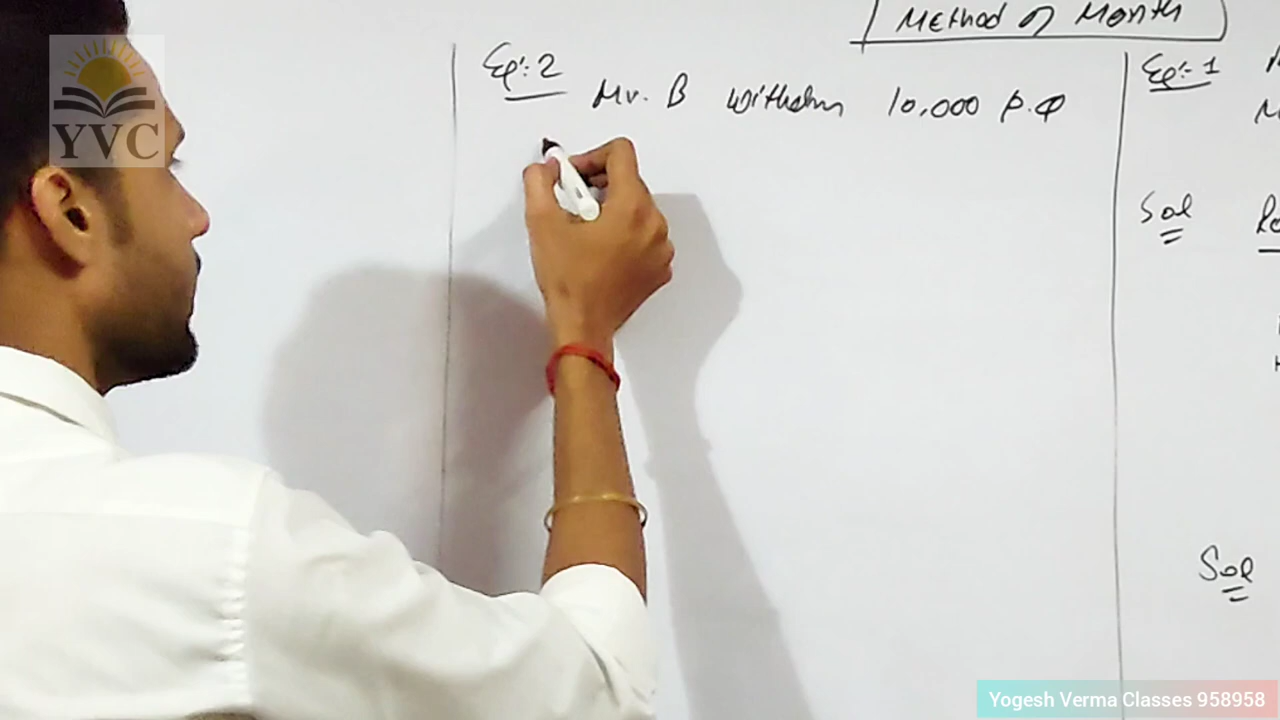 YVC
Method of Month
Eg:-2
Mr. B withdrew 10,000 P.Q
Eg:-1
Sol
Sol
Yogesh Verma Classes 958958